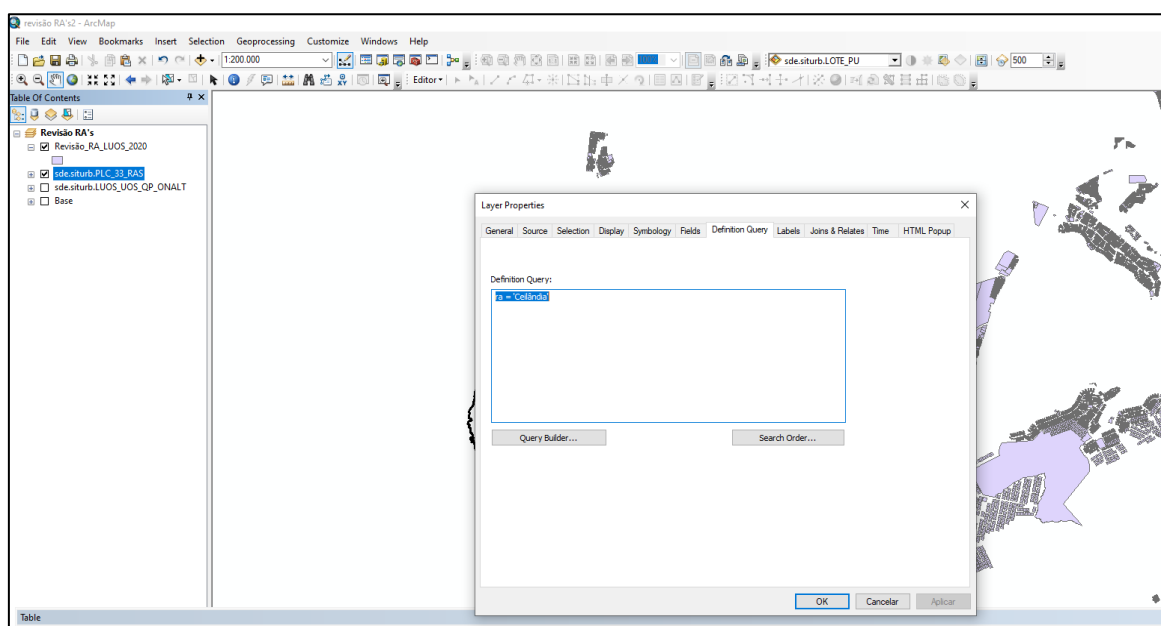 revisão RA's2 - ArcMap
File Edit View Bookmarks Insert Selection Geoprocessing Customize Windows Help
1:200.000
sde.siturb.LOTE_PU
500
Editor
Table Of Contents
Revisão RA's
Revisão_RA_LUOS_2020
sde.siturb.PLC_33_RAS
sde.siturb.LUOS_UOS_QP_ONALT
Base
Layer Properties
General Source Selection Display Symbology Fields Definition Query Labels Joins & Relates Time HTML Popup
Definition Query:
ra = 'Ceilândia'
Query Builder...
Search Order...
OK
Cancelar
Aplicar
Table